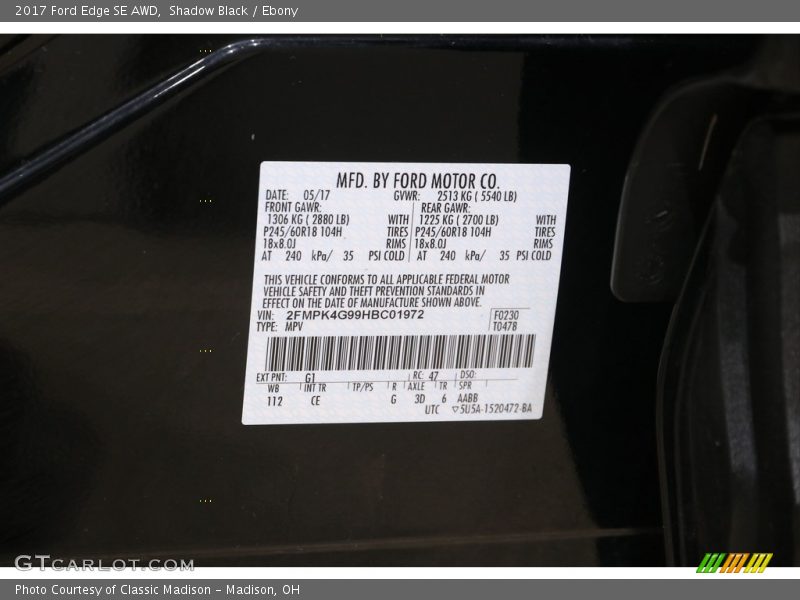 2017 Ford Edge SE AWD,  Shadow Black / Ebony
MFD. BY FORD MOTOR CO.
DATE: 05/17 GVWR: 2513 KG ( 5540 LB)
FRONT GAWR: REAR GAWR:
1306 KG ( 2880 LB) WITH 1225 KG ( 2700 LB) WITH
P245/60R18 104H TIRES P245/60R18 104H TIRES
18x8.0J RIMS 18x8.0J RIMS
AT 240 kPa/ 35 PSI COLD AT 240 kPa/ 35 PSI COLD
THIS VEHICLE CONFORMS TO ALL APPLICABLE FEDERAL MOTOR
VEHICLE SAFETY AND THEFT PREVENTION STANDARDS IN
EFFECT ON THE DATE OF MANUFACTURE SHOWN ABOVE.
VIN: 2FMPK4G99HBC01972 F0230
TYPE: MPV T0478
EXT PNT: G1 RC: 47 DSO:
WB INT TR TP/PS R AXLE TR SPR
112 CE G 3D 6 AABB
UTC ▽5U5A-1520472-BA
GTCARLOT.COM
Photo Courtesy of Classic Madison - Madison, OH